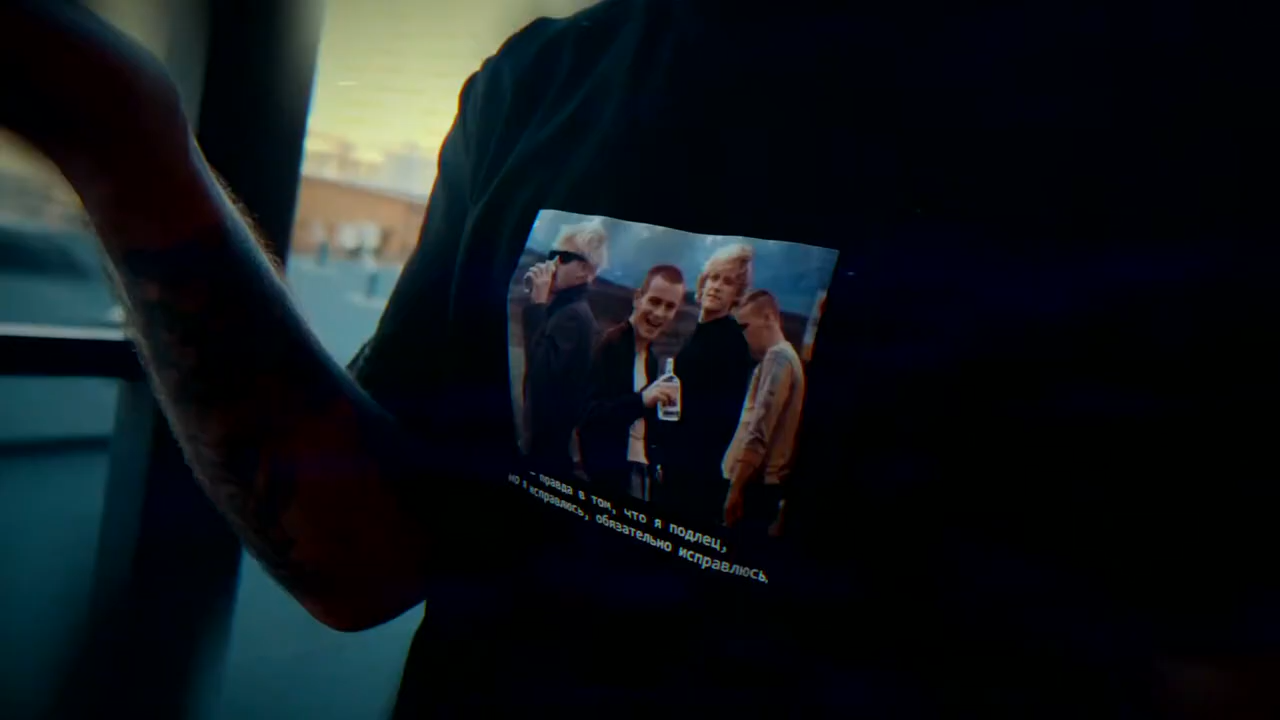 – правда в том, что я подлец,
но я исправлюсь, обязательно исправлюсь,